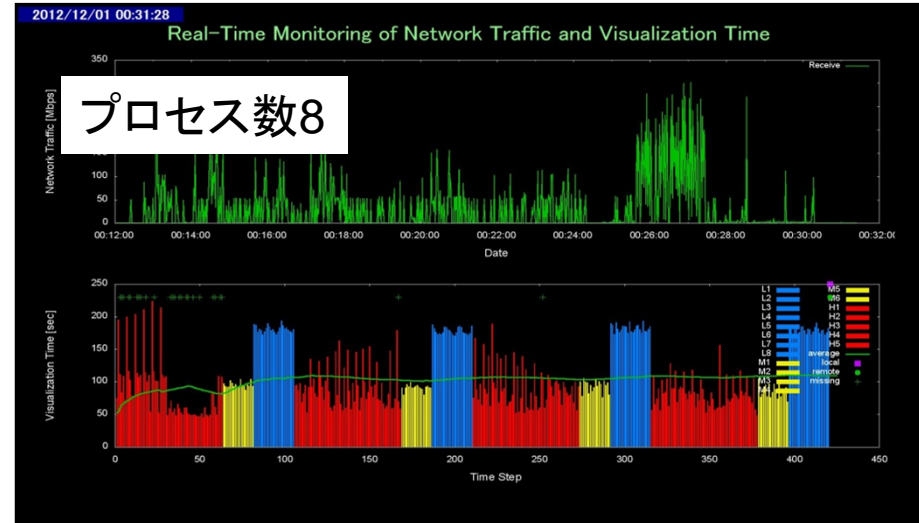 2012/12/01 00:31:28
Real-Time Monitoring of Network Traffic and Visualization Time
350
Receive
プロセス数8
Network Traffic [Mbps]
100
50
0
00:12:00 00:14:00 00:16:00 00:18:00 00:20:00 00:22:00 00:24:00 00:26:00 00:28:00 00:30:00 00:32:00
Date
250
200
150
100
50
0
Visualization Time [sec]
L1
L2
L3
L4
L5
L6
L7
L8
M1
M2
M3
M4
M5
M6
H1
H2
H3
H4
H5
average
local
remote
missing
0 50 100 150 200 250 300 350 400 450
Time Step